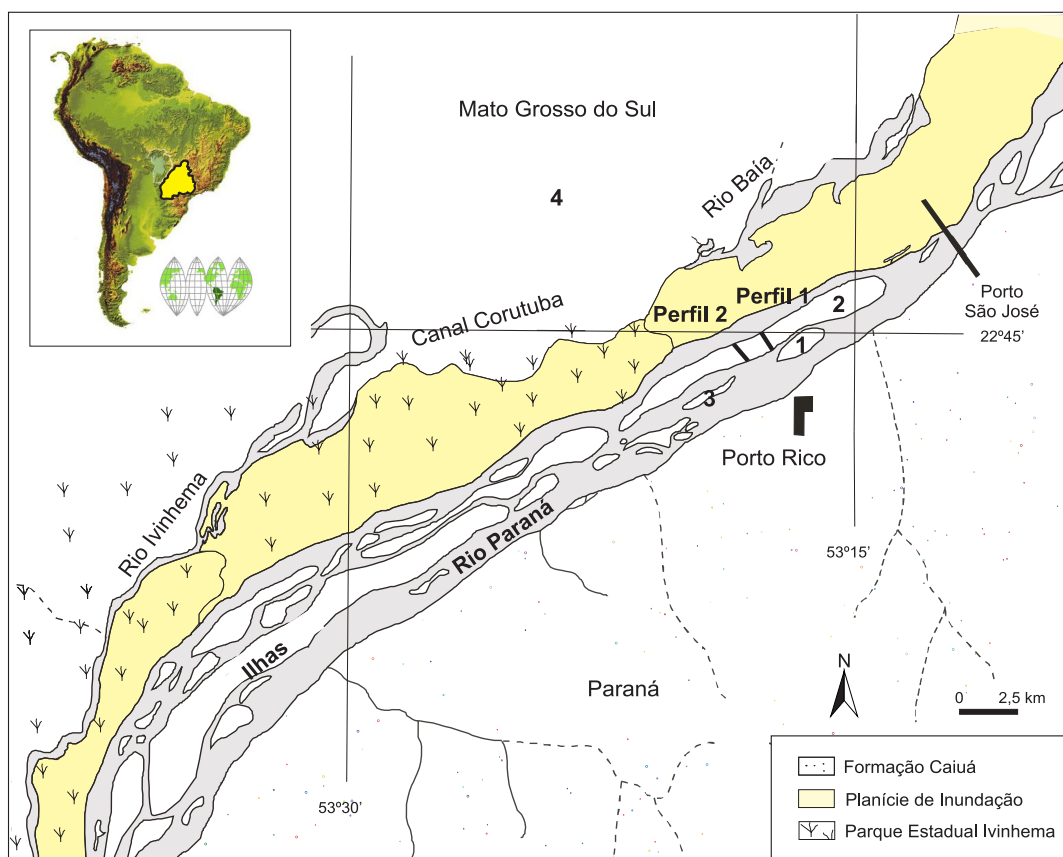 Mato Grosso do Sul
4
Rio Baía
Perfil 1
2
Perfil 2
Porto
São José
22º45’
Canal Corutuba
1
3
Porto Rico
Rio Ivinhema
Rio Paraná
53º15’
Ilhas
Paraná
N
0 2,5 km
53º30’
Formação Caiuá
Planície de Inundação
Parque Estadual Ivinhema